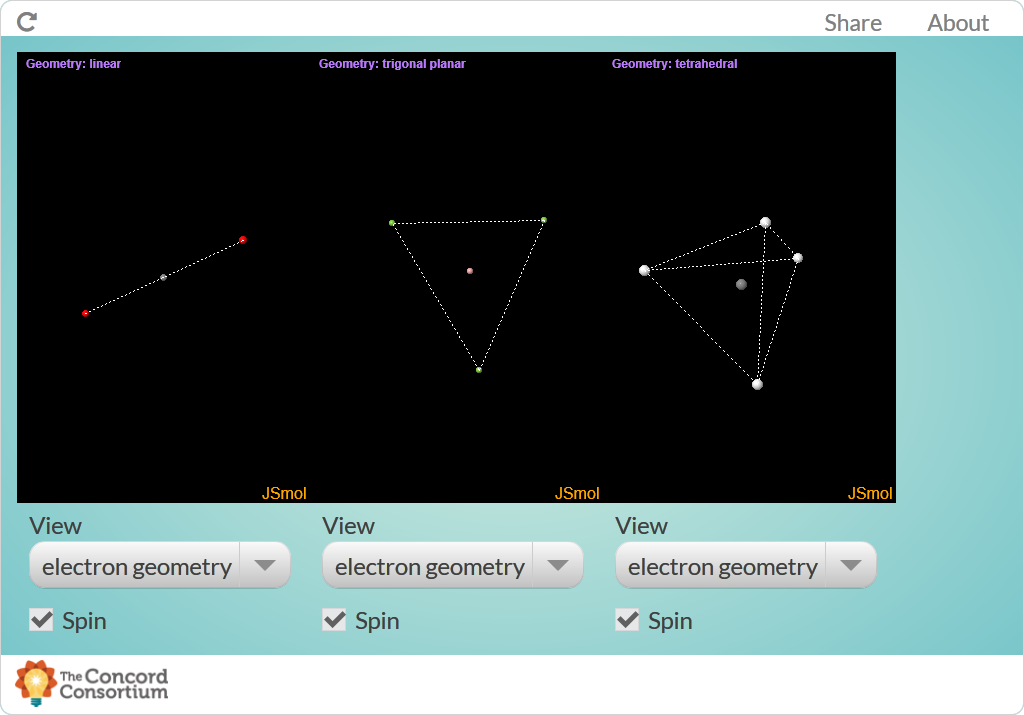 Share About
Geometry: linear Geometry: trigonal planar Geometry: tetrahedral
JSmol JSmol JSmol
View View View
electron geometry electron geometry electron geometry
Spin Spin Spin
The Concord
Consortium